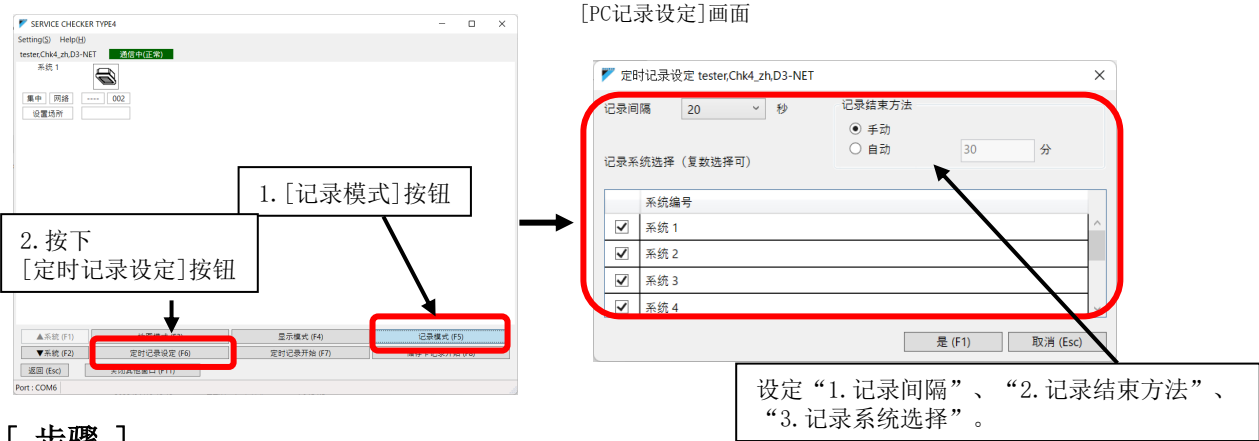 [PC记录设定]画面
SERVICE CHECKER TYPE4
Setting(S) Help(H)
tester,Chk4_zh,D3-NET 通信中(正常)
系统 1
集中 网络 ---- 002
设置场所
1.[记录模式]按钮
2.按下
[定时记录设定]按钮
▲系统 (F1) 显示模式 (F4) 记录模式 (F5)
▼系统 (F2) 定时记录设定 (F6) 定时记录开始 (F7)
返回 (Esc)
Port : COM6
定时记录设定 tester,Chk4_zh,D3-NET
记录间隔 20 秒
记录结束方法
手动
自动 30 分
记录系统选择（复数选择可）
系统编号
系统 1
系统 2
系统 3
系统 4
是 (F1) 取消 (Esc)
设定“1.记录间隔”、“2.记录结束方法”、
“3.记录系统选择”。
[ 步骤 ]